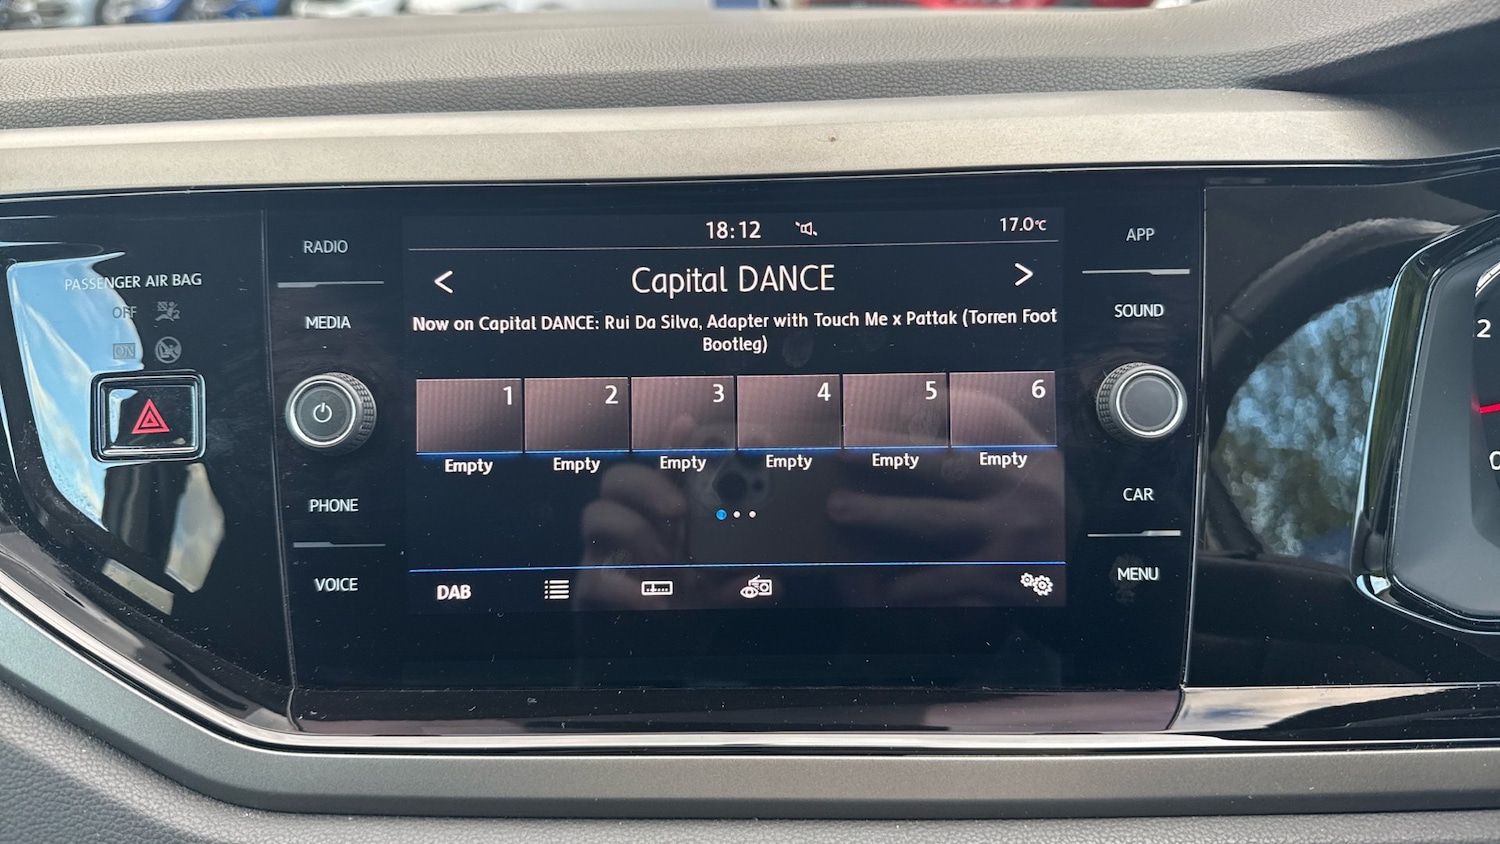 18:12
17.0°C
RADIO
APP
PASSENGER AIR BAG
OFF
ON
< Capital DANCE >
MEDIA
SOUND
Now on Capital DANCE: Rui Da Silva, Adapter with Touch Me x Pattak (Torren Foot
Bootleg)
1 2 3 4 5 6
Empty Empty Empty Empty Empty Empty
PHONE
CAR
VOICE
MENU
DAB
2
0